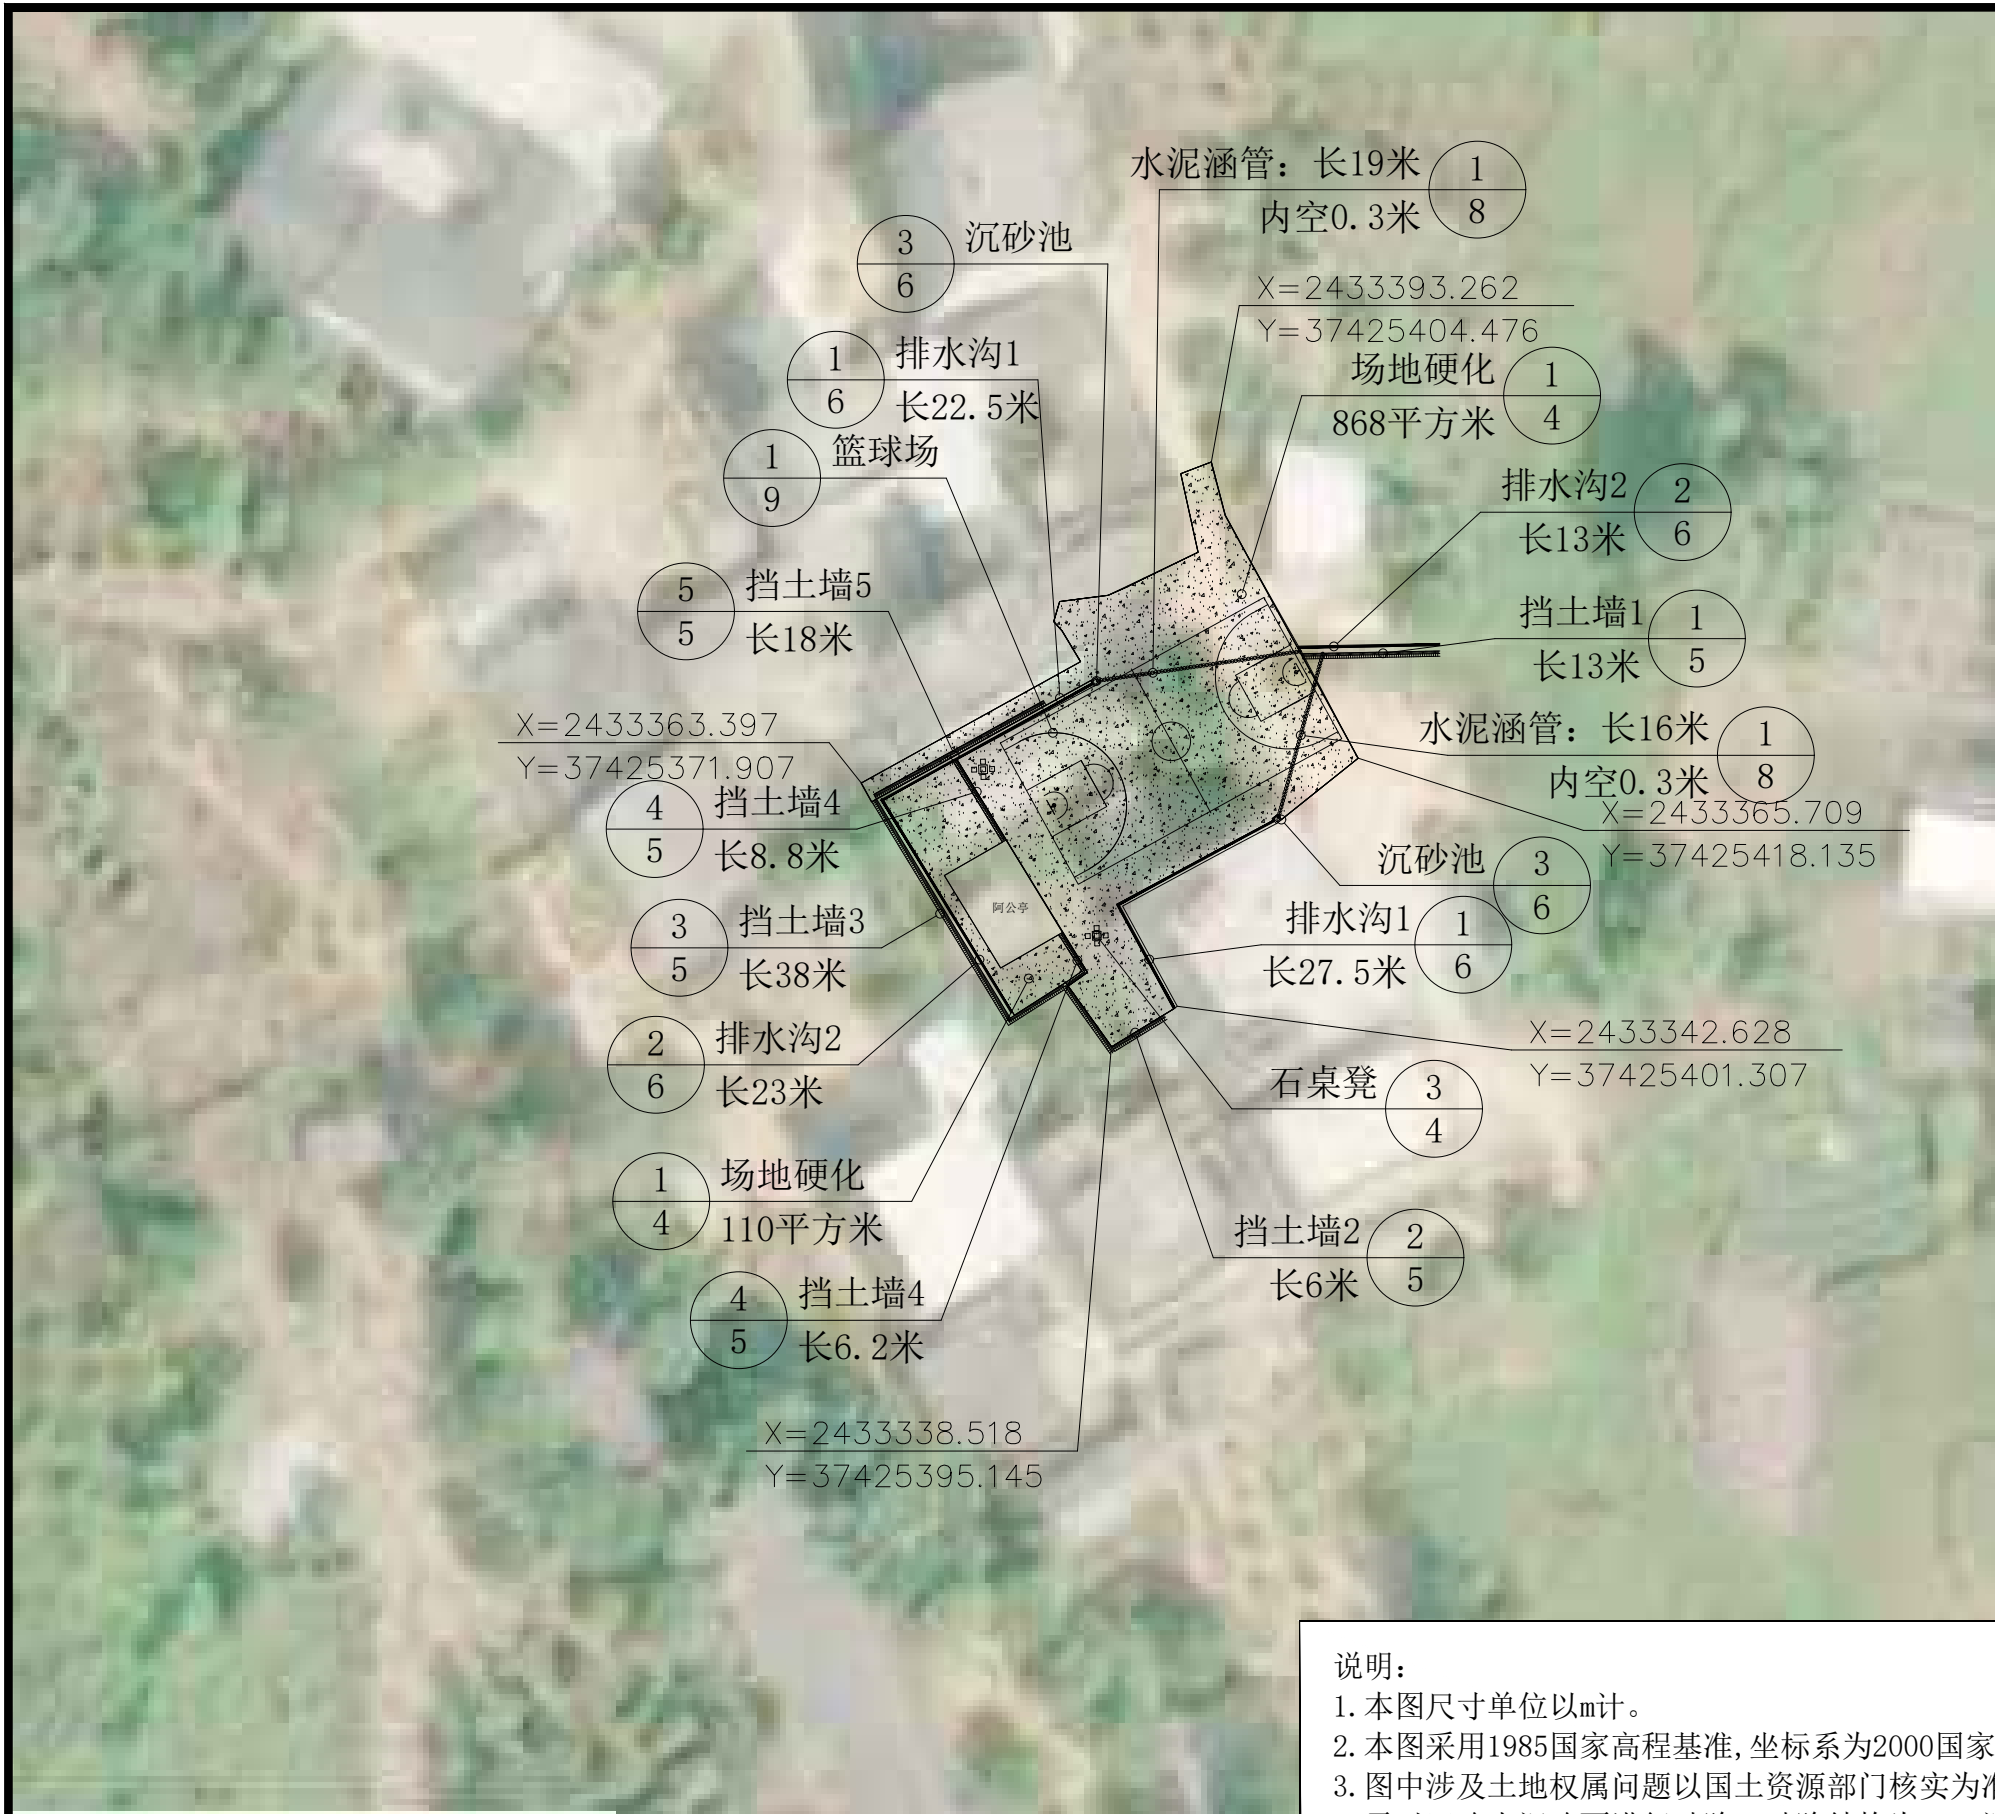 水泥涵管：长19米
内空0.3米
1
8
3
6
沉砂池
X=2433393.262
Y=37425404.476
1
6
排水沟1
长22.5米
场地硬化
868平方米
1
4
1
9
篮球场
排水沟2
长13米
2
6
5
5
挡土墙5
长18米
挡土墙1
长13米
1
5
X=2433363.397
Y=37425371.907
水泥涵管：长16米
内空0.3米
1
8
4
5
挡土墙4
长8.8米
X=2433365.709
Y=37425418.135
沉砂池
3
6
阿公亭
3
5
挡土墙3
长38米
排水沟1
长27.5米
1
6
2
6
排水沟2
长23米
X=2433342.628
Y=37425401.307
石桌凳
3
4
1
4
场地硬化
110平方米
挡土墙2
长6米
2
5
4
5
挡土墙4
长6.2米
X=2433338.518
Y=37425395.145
说明：
1.本图尺寸单位以m计。
2.本图采用1985国家高程基准,坐标系为2000国家
3.图中涉及土地权属问题以国土资源部门核实为准